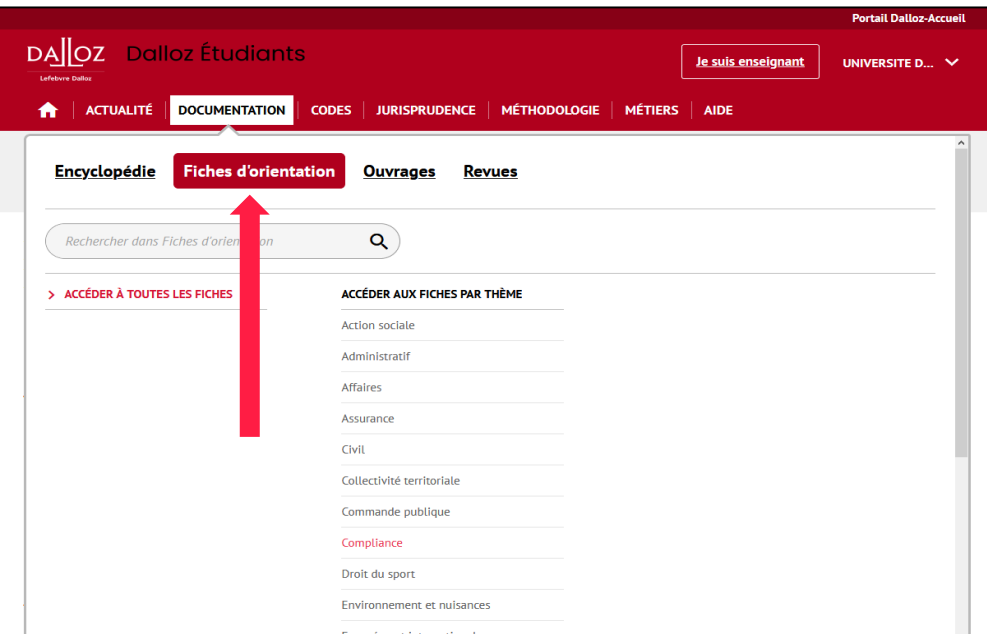 Portail Dalloz-Accueil
DALLOZ
Lefebvre Dalloz
Dalloz Étudiants
Je suis enseignant
UNIVERSITE D...
ACTUALITÉ
DOCUMENTATION
CODES
JURISPRUDENCE
MÉTHODOLOGIE
MÉTIERS
AIDE
Encyclopédie
Fiches d'orientation
Ouvrages
Revues
Rechercher dans Fiches d'orientation
ACCÉDER À TOUTES LES FICHES
ACCÉDER AUX FICHES PAR THÈME
Action sociale
Administratif
Affaires
Assurance
Civil
Collectivité territoriale
Commande publique
Compliance
Droit du sport
Environnement et nuisances